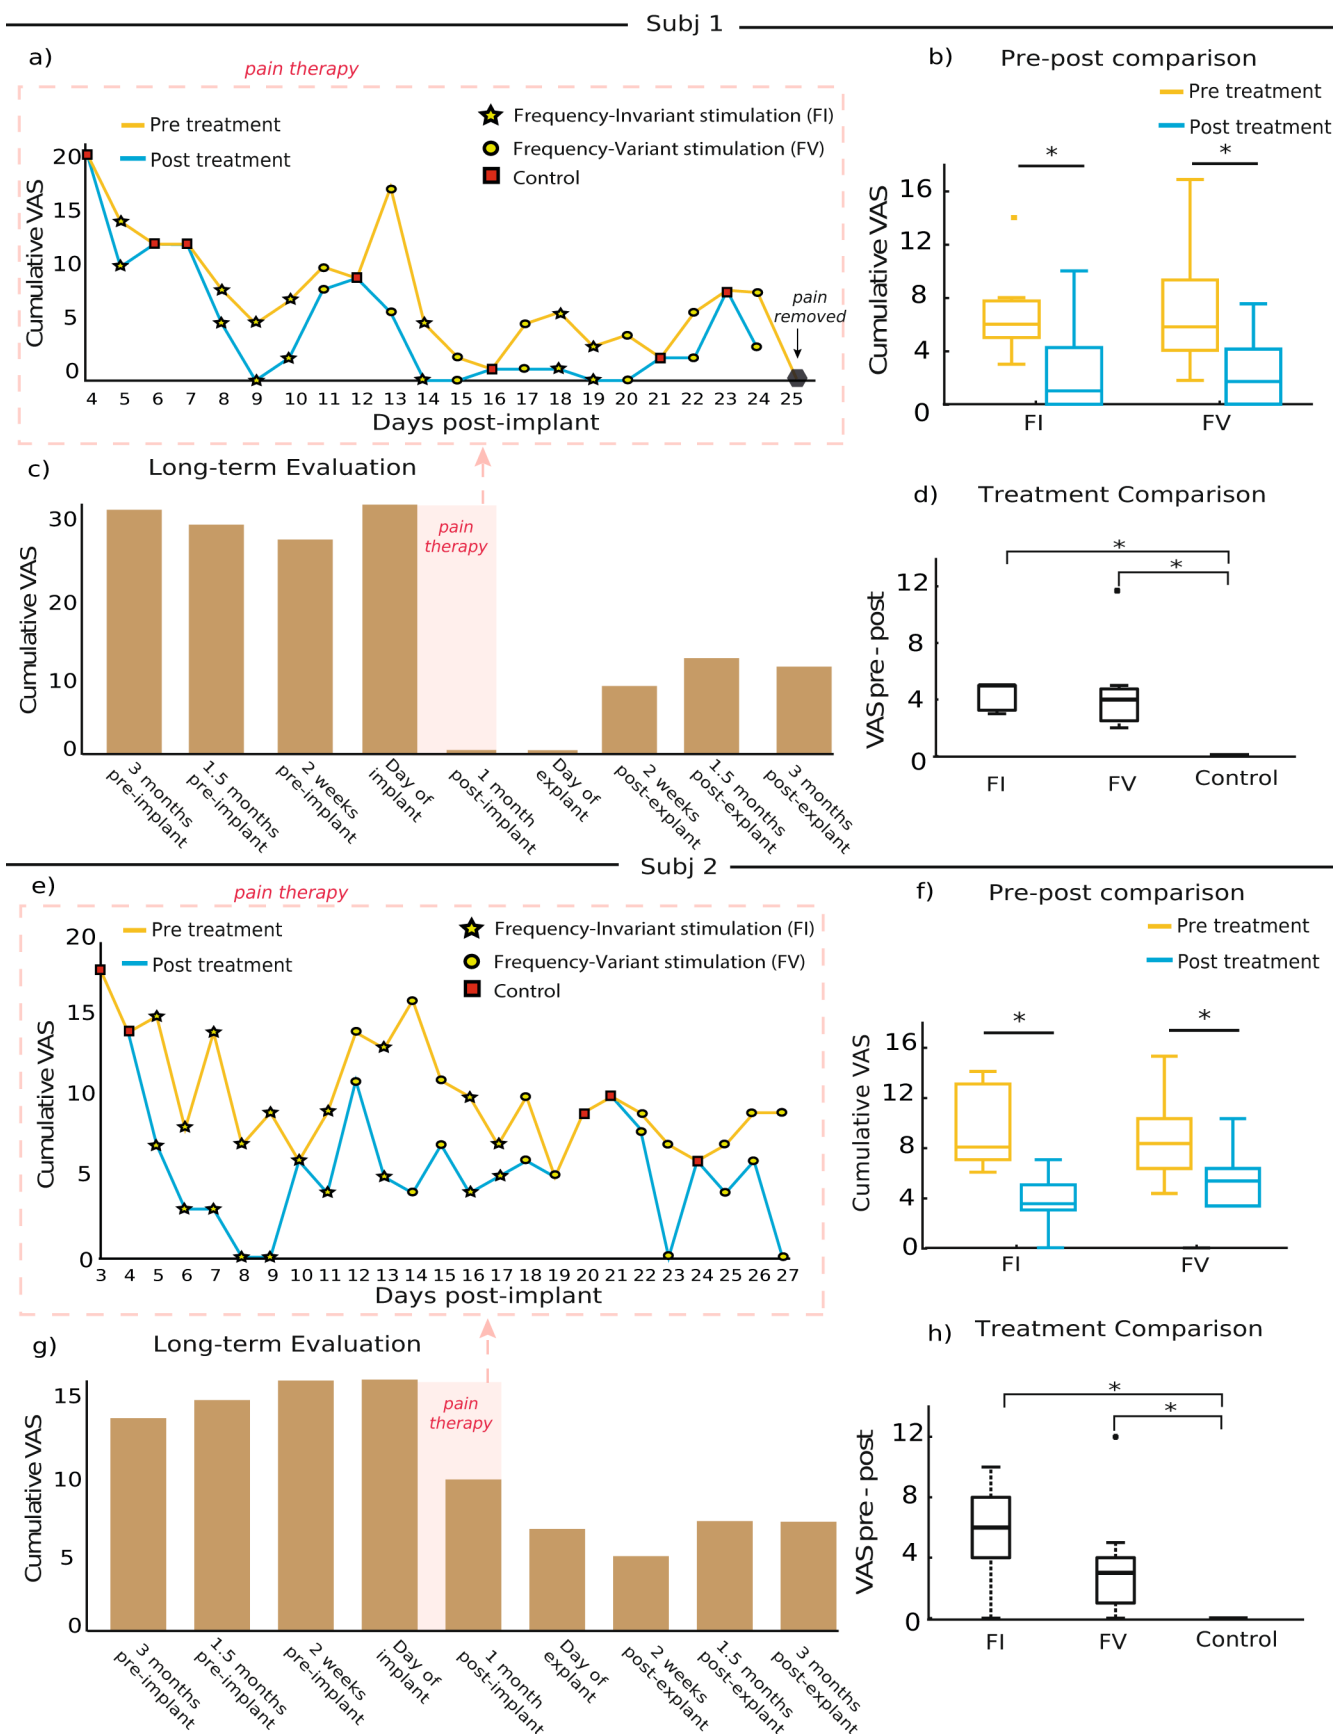 Subj 1
a)
pain therapy
Pre treatment
Post treatment
Frequency-Invariant stimulation (FI)
Frequency-Variant stimulation (FV)
Control
Cumulative VAS
20
15
10
5
0
pain
removed
4 5 6 7 8 9 10 11 12 13 14 15 16 17 18 19 20 21 22 23 24 25
Days post-implant
b)
Pre-post comparison
Pre treatment
Post treatment
* *
Cumulative VAS
16
12
8
4
0
FI FV
c)
Long-term Evaluation
Cumulative VAS
30
20
10
0
pain
therapy
3 months
pre-implant
1.5 months
pre-implant
2 weeks
pre-implant
Day of
implant
1 month
post-implant
Day of
explant
2 weeks
post-explant
1.5 months
post-explant
3 months
post-explant
d)
Treatment Comparison
*
*
VAS pre - post
12
8
4
0
FI FV Control
Subj 2
e)
pain therapy
Pre treatment
Post treatment
Frequency-Invariant stimulation (FI)
Frequency-Variant stimulation (FV)
Control
Cumulative VAS
20
15
10
5
0
3 4 5 6 7 8 9 10 11 12 13 14 15 16 17 18 19 20 21 22 23 24 25 26 27
Days post-implant
f)
Pre-post comparison
Pre treatment
Post treatment
* *
Cumulative VAS
16
12
8
4
0
FI FV
g)
Long-term Evaluation
Cumulative VAS
15
10
5
0
pain
therapy
3 months
pre-implant
1.5 months
pre-implant
2 weeks
pre-implant
Day of
implant
1 month
post-implant
Day of
explant
2 weeks
post-explant
1.5 months
post-explant
3 months
post-explant
h)
Treatment Comparison
*
*
VAS pre - post
12
8
4
0
FI FV Control